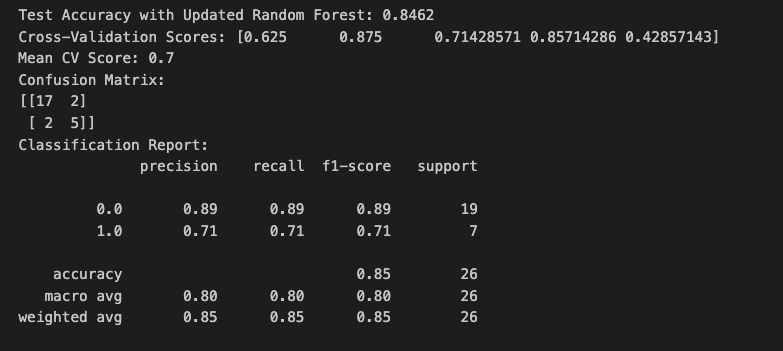 Test Accuracy with Updated Random Forest: 0.8462
Cross-Validation Scores: [0.625      0.875      0.71428571 0.85714286 0.42857143]
Mean CV Score: 0.7
Confusion Matrix:
[[17  2]
 [ 2  5]]
Classification Report:
              precision    recall  f1-score   support
         0.0       0.89      0.89      0.89        19
         1.0       0.71      0.71      0.71         7
    accuracy                           0.85        26
   macro avg       0.80      0.80      0.80        26
weighted avg       0.85      0.85      0.85        26